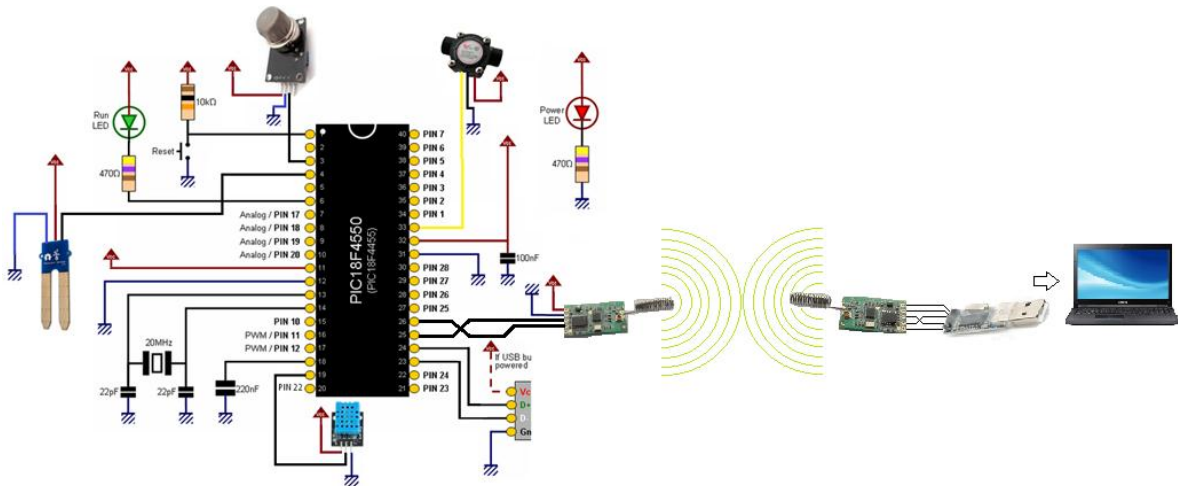 Run
LED
10kΩ
Reset
470Ω
Power
LED
470Ω
PIC18F4550
(PIC18F4455)
1
2
3
4
5
6
7
8
9
10
11
12
13
14
15
16
17
18
19
20
40 PIN 7
39 PIN 6
38 PIN 5
37 PIN 4
36 PIN 3
35 PIN 2
34 PIN 1
33
32
31
30 PIN 28
29 PIN 27
28 PIN 26
27 PIN 25
26
25
24
23
22 PIN 24
21 PIN 23
Analog / PIN 17
Analog / PIN 18
Analog / PIN 19
Analog / PIN 20
PIN 10
PWM / PIN 11
PWM / PIN 12
PIN 22
20MHz
22pF
22pF
220nF
100nF
If USB bu
powered
Vc
D+
D
Gn